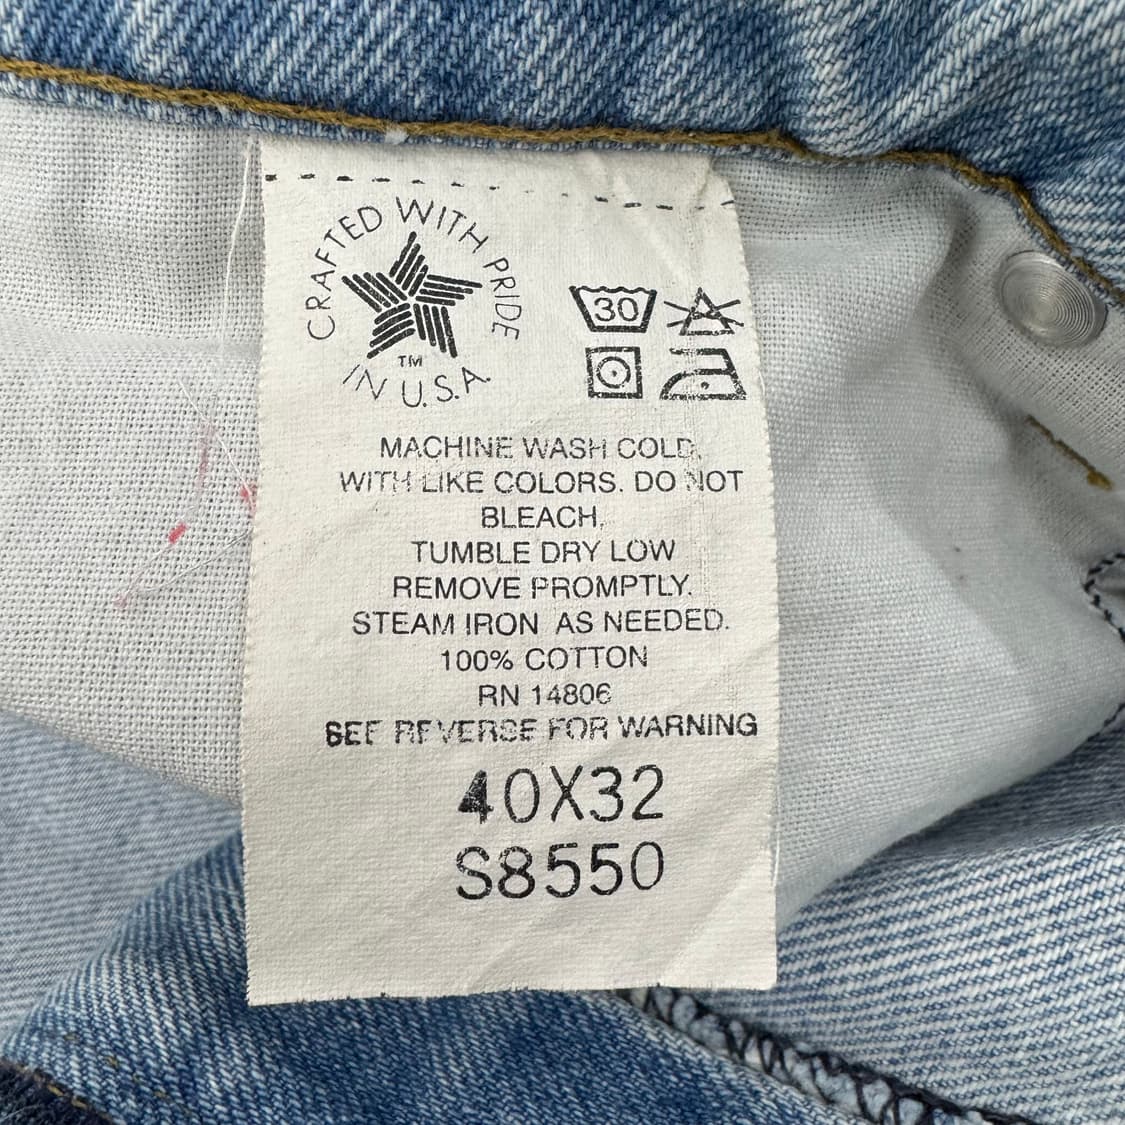 CRAFTED WITH PRIDE
TM
IN U.S.A.
30
MACHINE WASH COLD,
WITH LIKE COLORS. DO NOT
BLEACH,
TUMBLE DRY LOW
REMOVE PROMPTLY.
STEAM IRON AS NEEDED.
100% COTTON
RN 14806
SEE REVERSE FOR WARNING
40X32
S8550